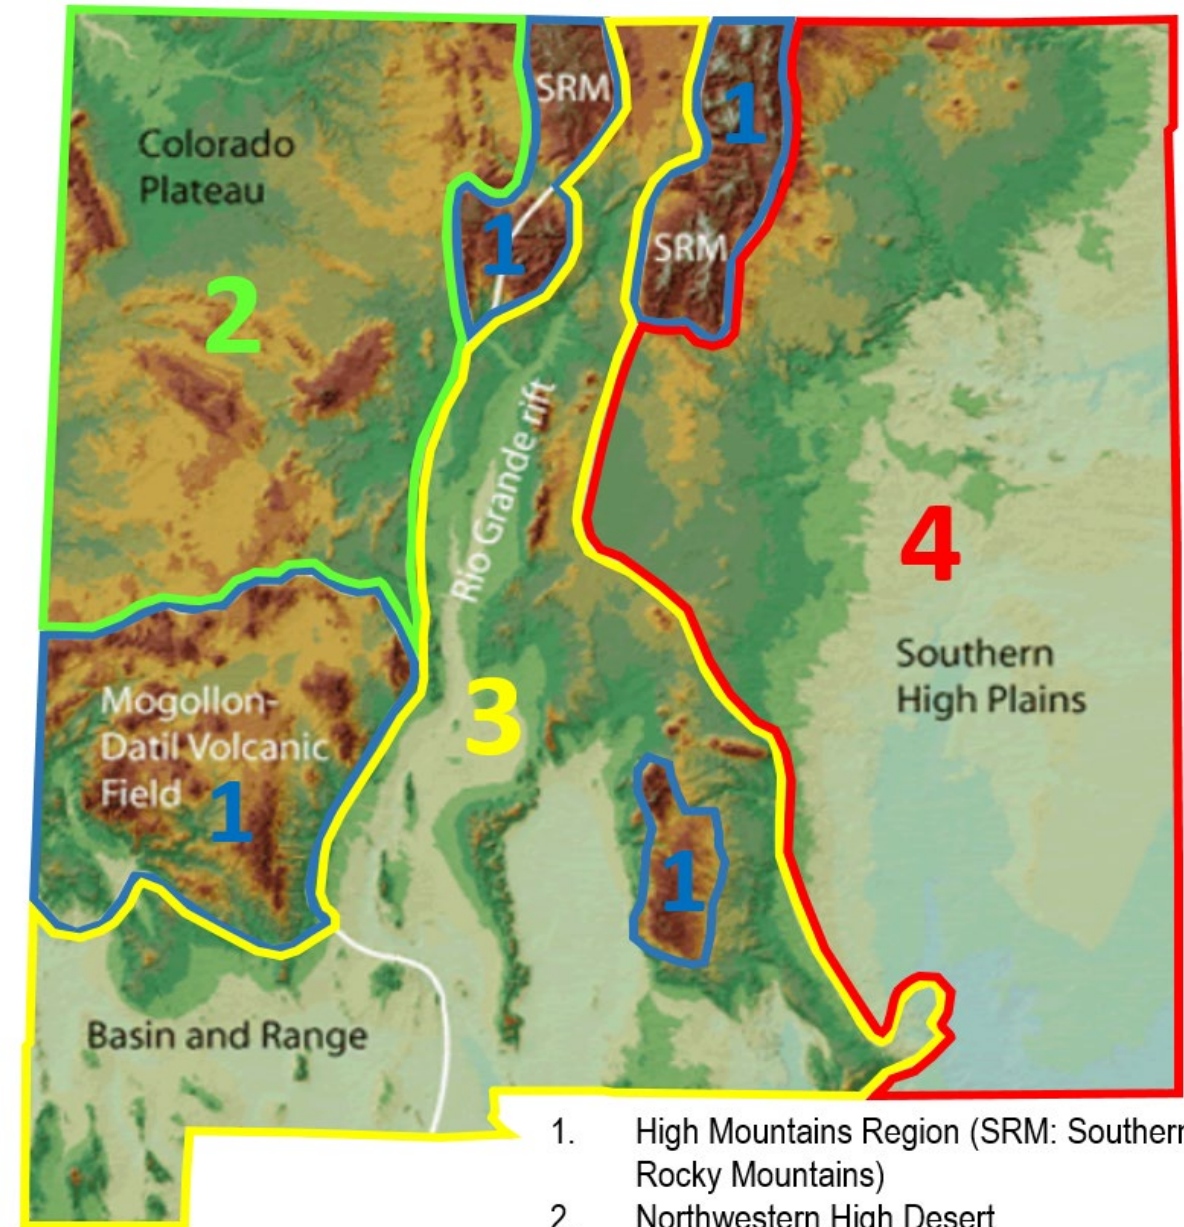 SRM
1
Colorado
Plateau
1
SRM
2
Rio Grande rift
4
Southern
High Plains
3
Mogollon-
Datil Volcanic
Field
1
1
Basin and Range
1. High Mountains Region (SRM: Southern
Rocky Mountains)
2. Northwestern High Desert